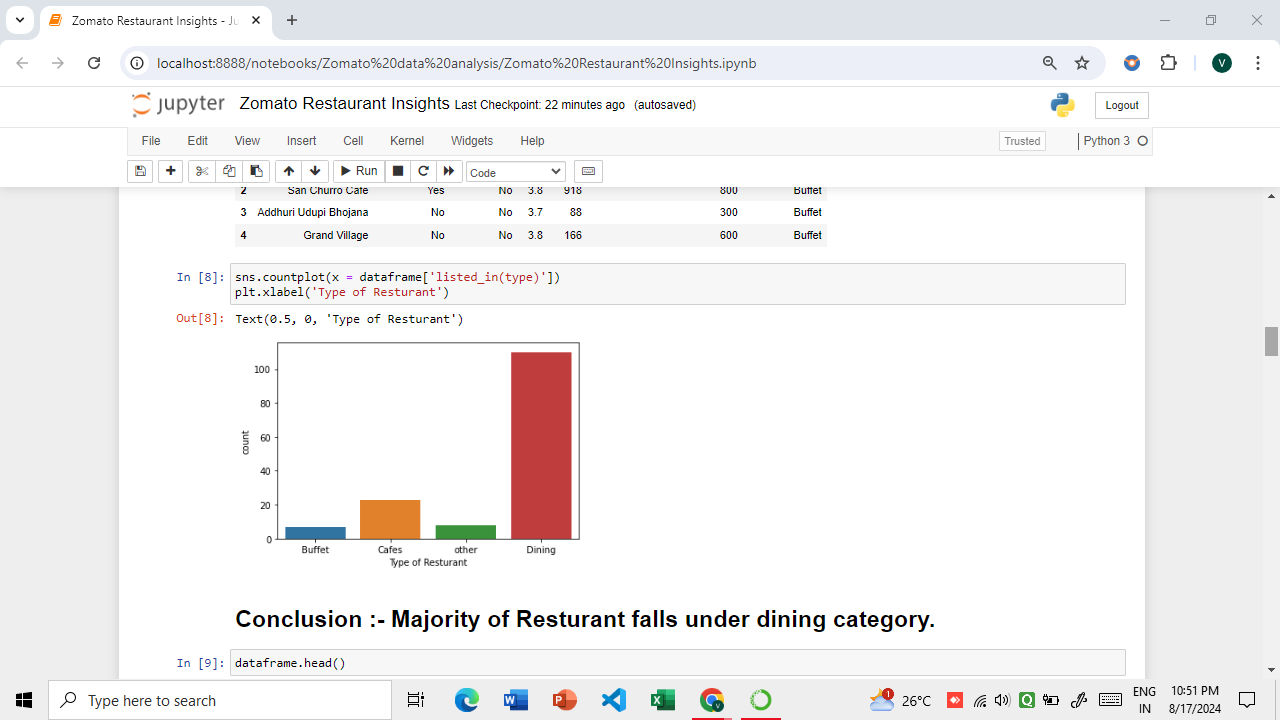 Zomato Restaurant Insights - Ju
localhost:8888/notebooks/Zomato%20data%20analysis/Zomato%20Restaurant%20Insights.ipynb
V
jupyter Zomato Restaurant Insights Last Checkpoint: 22 minutes ago (autosaved)
Logout
File Edit View Insert Cell Kernel Widgets Help
Trusted
Python 3
Run
Code
2 San Churro Cafe Yes No 3.8 918 800 Buffet
3 Addhuri Udupi Bhojana No No 3.7 88 300 Buffet
4 Grand Village No No 3.8 166 600 Buffet
In [8]: sns.countplot(x = dataframe['listed_in(type)'])
plt.xlabel('Type of Resturant')
Out[8]: Text(0.5, 0, 'Type of Resturant')
100
80
60
40
20
0
count
Buffet Cafes other Dining
Type of Resturant
Conclusion :- Majority of Resturant falls under dining category.
In [9]: dataframe.head()
Type here to search
1
26°C
ENG
IN
10:51 PM
8/17/2024